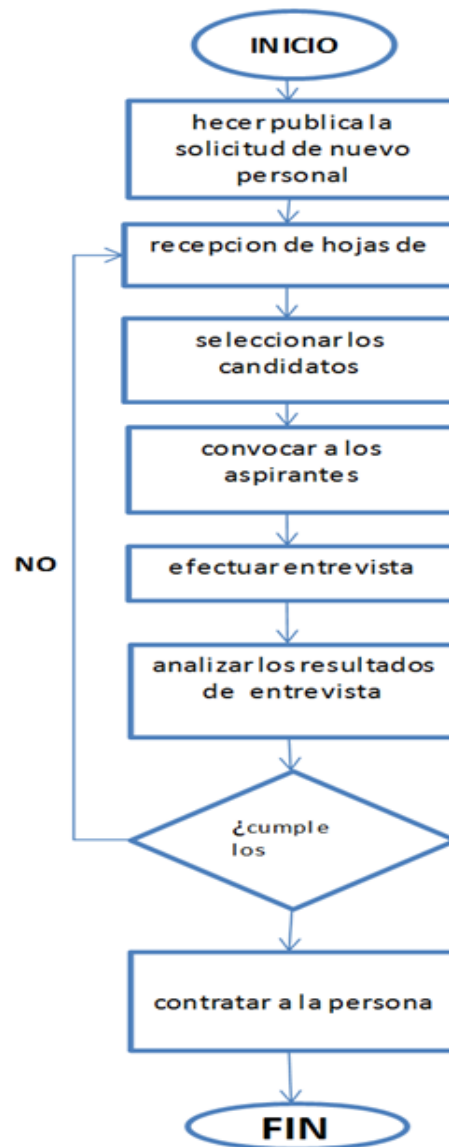 INICIO
hecer publica la
solicitud de nuevo
personal
recepcion de hojas de
seleccionar los
candidatos
convocar a los
aspirantes
NO
efectuar entrevista
analizar los resultados
de entrevista
¿cumple
los
contratar a la persona
FIN